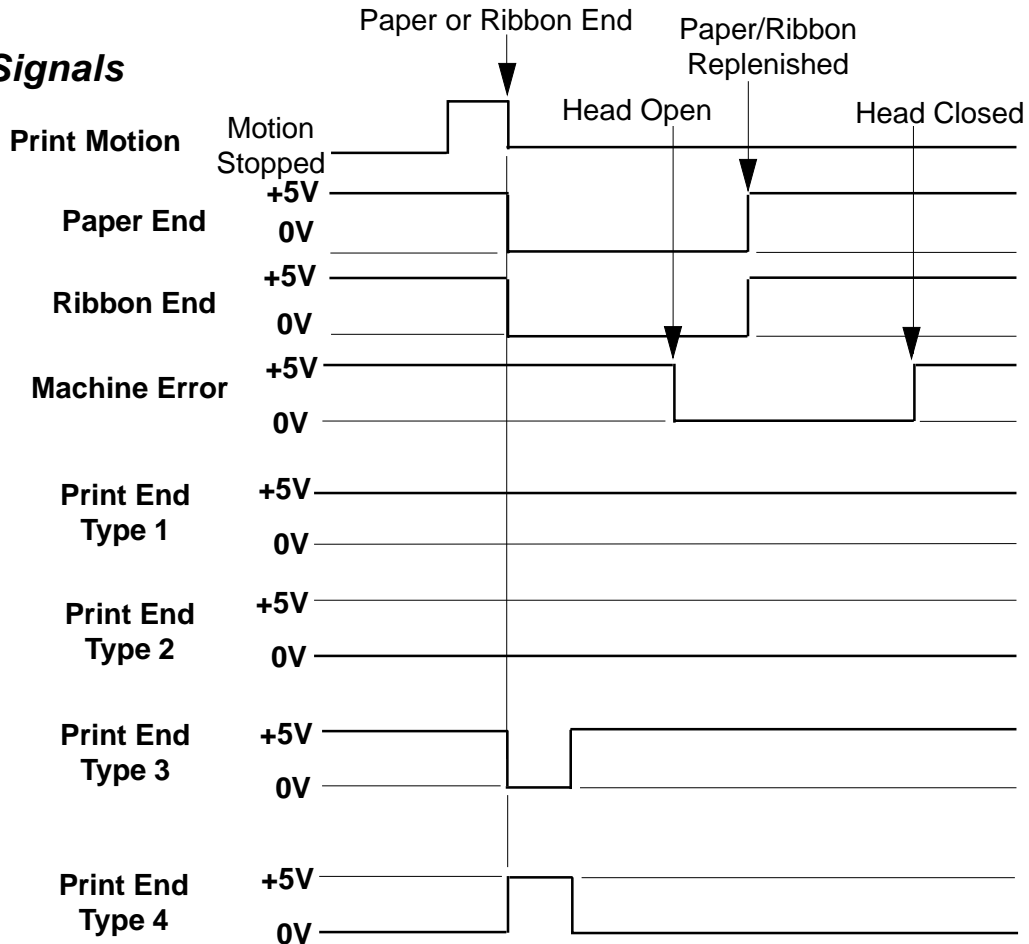 Paper or Ribbon End
Paper/Ribbon
Replenished
Signals
Head Open
Head Closed
Print Motion
Motion
Stopped
Paper End
+5V
0V
Ribbon End
+5V
0V
Machine Error
+5V
0V
Print End
Type 1
+5V
0V
Print End
Type 2
+5V
0V
Print End
Type 3
+5V
0V
Print End
Type 4
+5V
0V